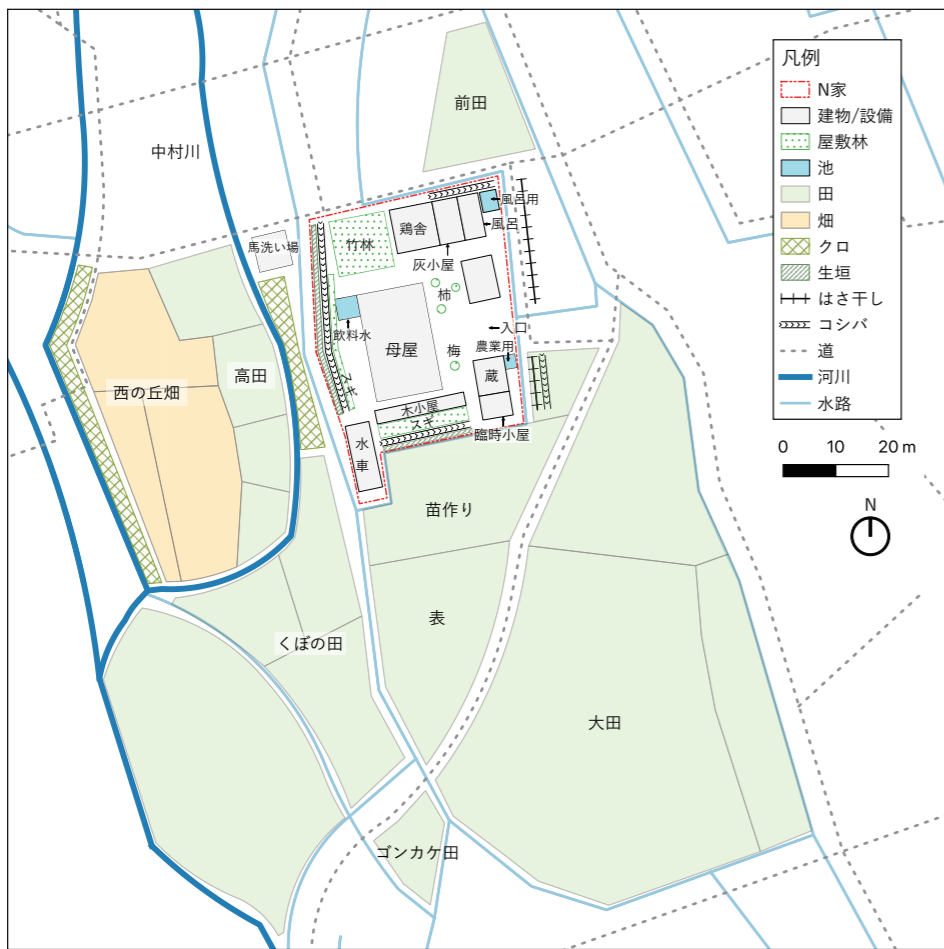 凡例
N家
建物/設備
屋敷林
池
田
畑
クロ
生垣
はさ干し
コシバ
道
河川
水路
0 10 20 m
N
前田
中村川
馬洗い場
竹林
鶏舎
風呂用
風呂
灰小屋
柿
飲料水
母屋
入口
農業用
梅
蔵
スギ
木小屋
スギ
臨時小屋
水車
西の丘畑
高田
苗作り
表
くぼの田
大田
ゴンカケ田